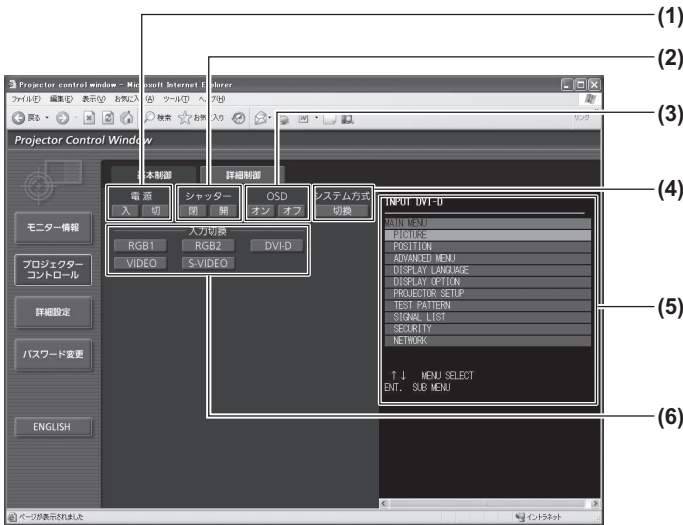 (1)
(2)
(3)
(4)
(5)
(6)
Projector control window - Microsoft Internet Explorer
ファイル(F) 編集(E) 表示(V) お気に入り(A) ツール(T) ヘルプ(H)
戻る 検索 お気に入り リンク
Projector Control Window
基本制御 詳細制御
電源 シャッター OSD システム方式
入 切 閉 開 オン オフ 切換
入力切換
RGB1 RGB2 DVI-D
VIDEO S-VIDEO
モニター情報
プロジェクター
コントロール
詳細設定
パスワード変更
ENGLISH
INPUT DVI-D
MAIN MENU
PICTURE
POSITION
ADVANCED MENU
DISPLAY LANGUAGE
DISPLAY OPTION
PROJECTOR SETUP
TEST PATTERN
SIGNAL LIST
SECURITY
NETWORK
↑↓ MENU SELECT
ENT. SUB MENU
ページが表示されました イントラネット